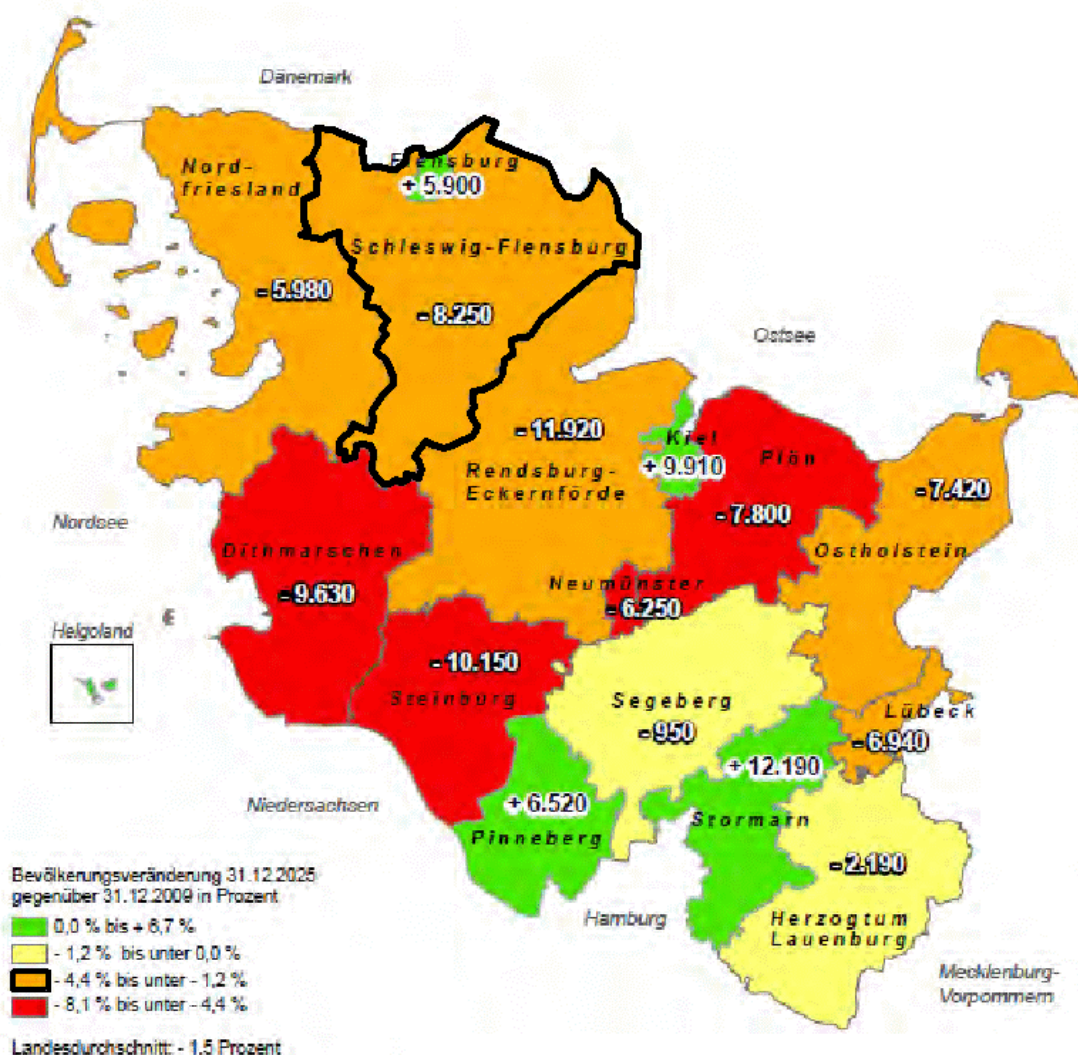 Dänemark
Flensburg
+ 5.900
Nord-
friesland
Schleswig-Flensburg
- 5.980
- 8.250
Ostsee
- 11.920
Kiel
+ 9.910
Plön
Rendsburg-
Eckernförde
- 7.420
- 7.800
Nordsee
Dithmarschen
Ostholstein
- 9.630
Neumünster
- 6.250
Helgoland
- 10.150
Steinburg
Segeberg
- 950
Lübeck
- 6.940
+ 12.190
Niedersachsen
+ 6.520
Pinneberg
Stormarn
- 2.190
Hamburg
Herzogtum
Lauenburg
Mecklenburg-
Vorpommern
Bevölkerungsveränderung 31.12.2025
gegenüber 31.12.2009 in Prozent
0,0 % bis + 6,7 %
- 1,2 % bis unter 0,0 %
- 4,4 % bis unter - 1,2 %
- 8,1 % bis unter - 4,4 %
Landesdurchschnitt: - 1,5 Prozent